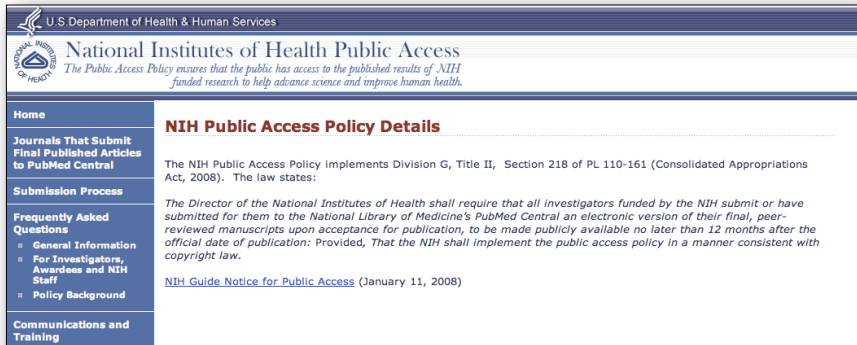 U.S.Department of Health & Human Services
NATIONAL INSTITUTES OF HEALTH
National Institutes of Health Public Access
The Public Access Policy ensures that the public has access to the published results of NIH
funded research to help advance science and improve human health.
Home
Journals That Submit
Final Published Articles
to PubMed Central
Submission Process
Frequently Asked
Questions
General Information
For Investigators,
Awardees and NIH
Staff
Policy Background
Communications and
Training
NIH Public Access Policy Details
The NIH Public Access Policy implements Division G, Title II, Section 218 of PL 110-161 (Consolidated Appropriations
Act, 2008). The law states:
The Director of the National Institutes of Health shall require that all investigators funded by the NIH submit or have
submitted for them to the National Library of Medicine's PubMed Central an electronic version of their final, peer-
reviewed manuscripts upon acceptance for publication, to be made publicly available no later than 12 months after the
official date of publication: Provided, That the NIH shall implement the public access policy in a manner consistent with
copyright law.
NIH Guide Notice for Public Access (January 11, 2008)